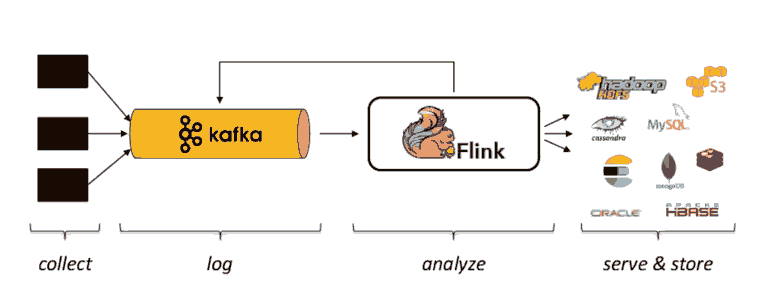 kafka
Flink
hadoop
HDFS
S3
cassandra
MySQL
mongoDB
ORACLE
APACHE
HBASE
collect
log
analyze
serve & store